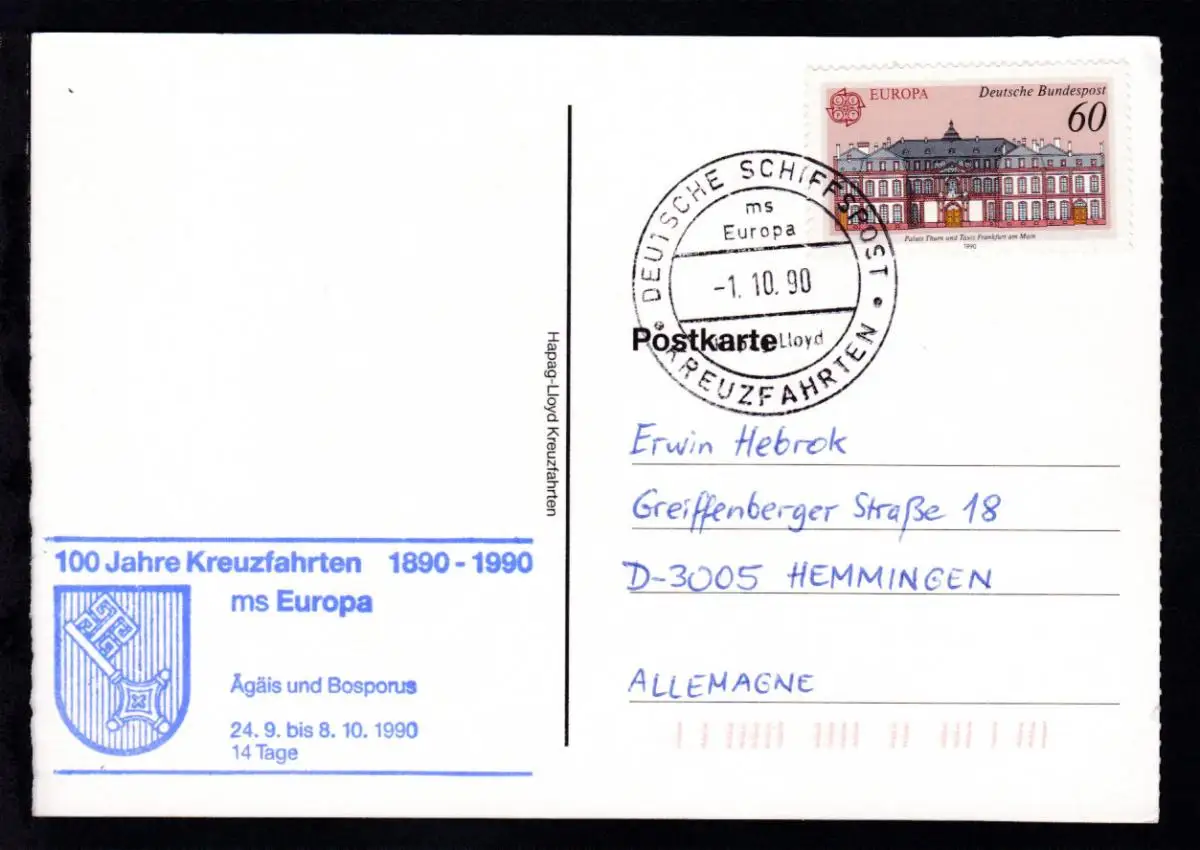 EUROPA
Deutsche Bundespost
60
Palais Thurn und Taxis Frankfurt am Main
1990
DEUTSCHE SCHIFFSPOST
ms
Europa
-1.10.90
Lloyd
KREUZFAHRTEN
Postkarte
Hapag-Lloyd Kreuzfahrten
Erwin Hebrok
Greiffenberger Straße 18
D-3005 HEMMINGEN
ALLEMAGNE
100 Jahre Kreuzfahrten 1890 - 1990
ms Europa
Ägäis und Bosporus
24. 9. bis 8. 10. 1990
14 Tage